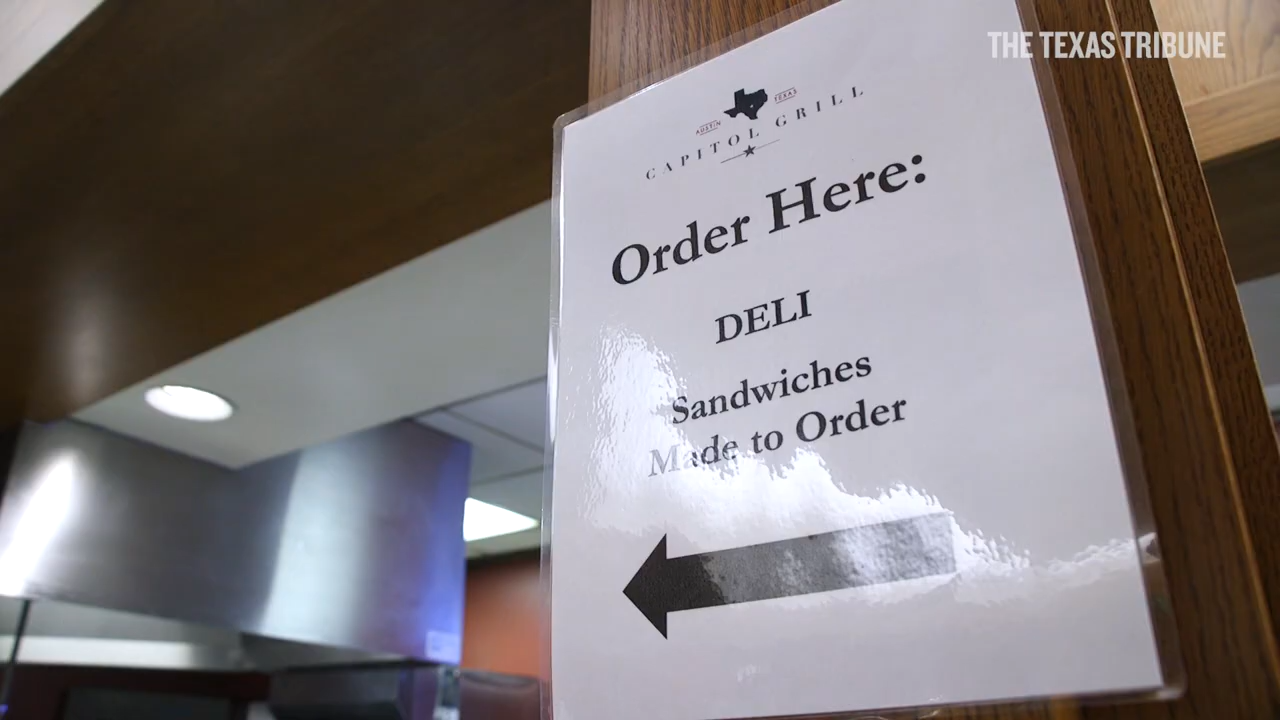 THE TEXAS TRIBUNE
AUSTIN TEXAS
CAPITOL GRILL
Order Here:
DELI
Sandwiches
Made to Order